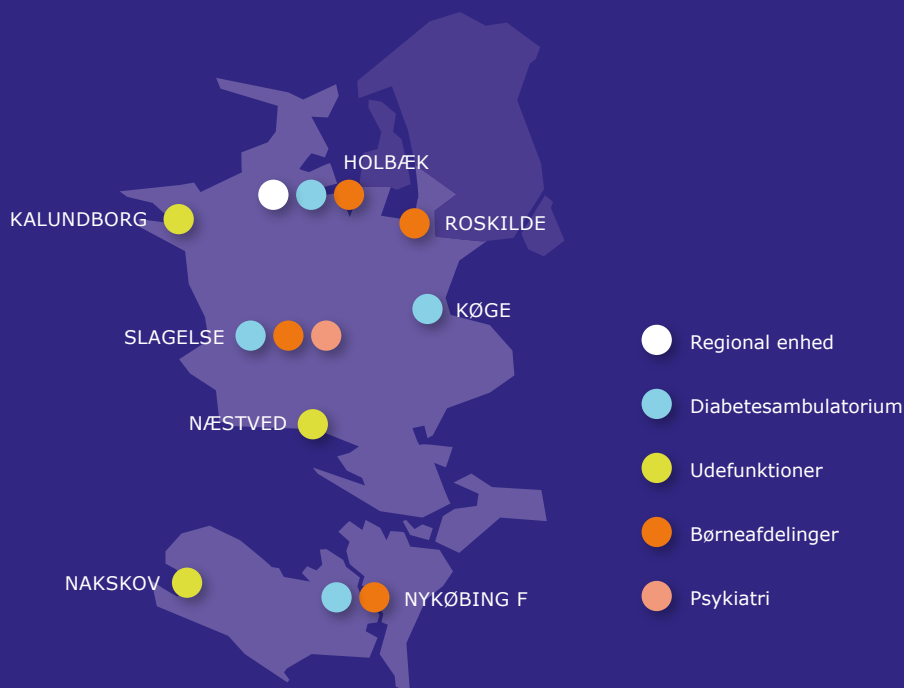 HOLBÆK
KALUNDBORG
ROSKILDE
KØGE
SLAGELSE
NÆSTVED
NAKSKOV
NYKØBING F
Regional enhed
Diabetesambulatorium
Udefunktioner
Børneafdelinger
Psykiatri